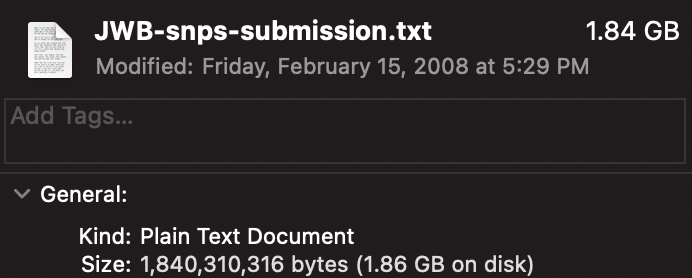 JWB-snps-submission.txt 1.84 GB
Modified: Friday, February 15, 2008 at 5:29 PM
Add Tags...
General:
Kind: Plain Text Document
Size: 1,840,310,316 bytes (1.86 GB on disk)